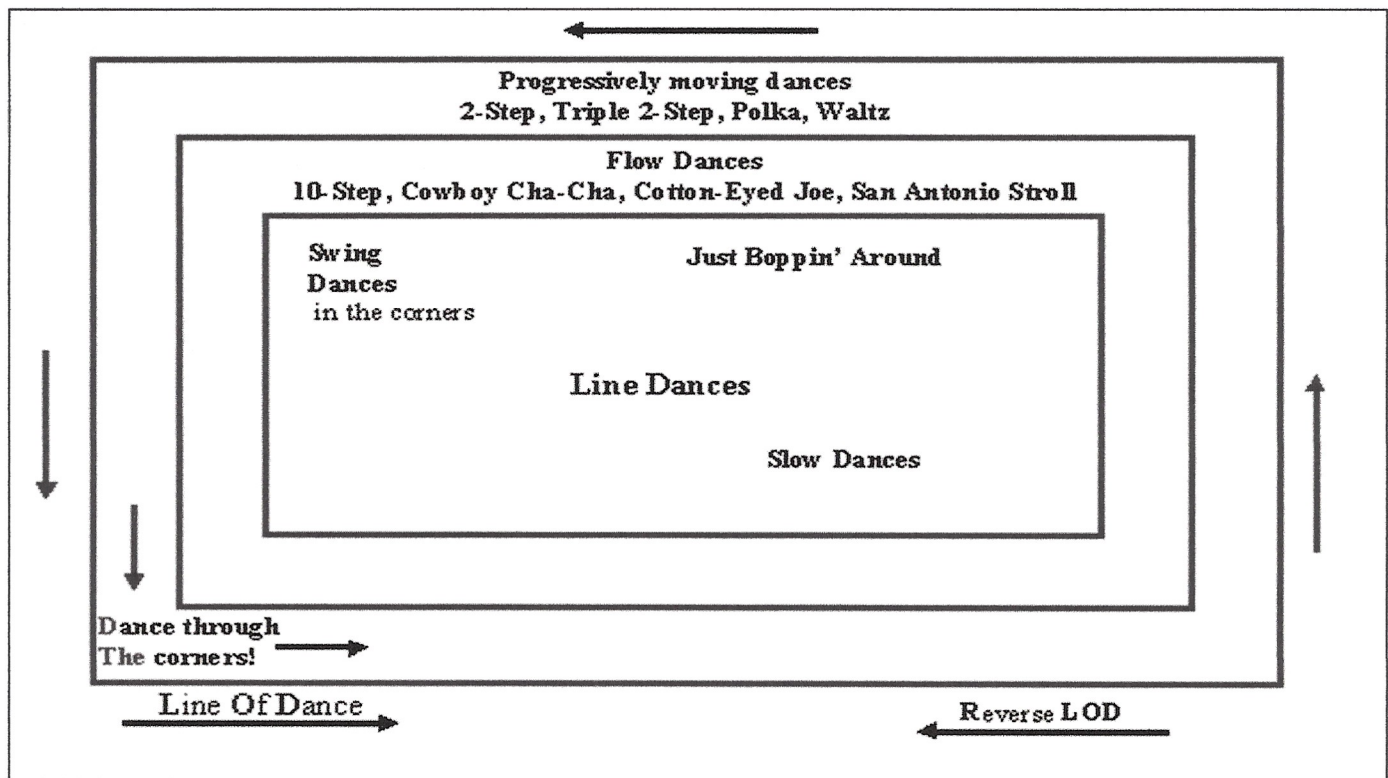 Progressively moving dances
2-Step, Triple 2-Step, Polka, Waltz
Flow Dances
10-Step, Cowboy Cha-Cha, Cotton-Eyed Joe, San Antonio Stroll
Swing
Dances
in the corners
Just Boppin' Around
Line Dances
Slow Dances
Dance through
The corners!
Line Of Dance
Reverse LOD